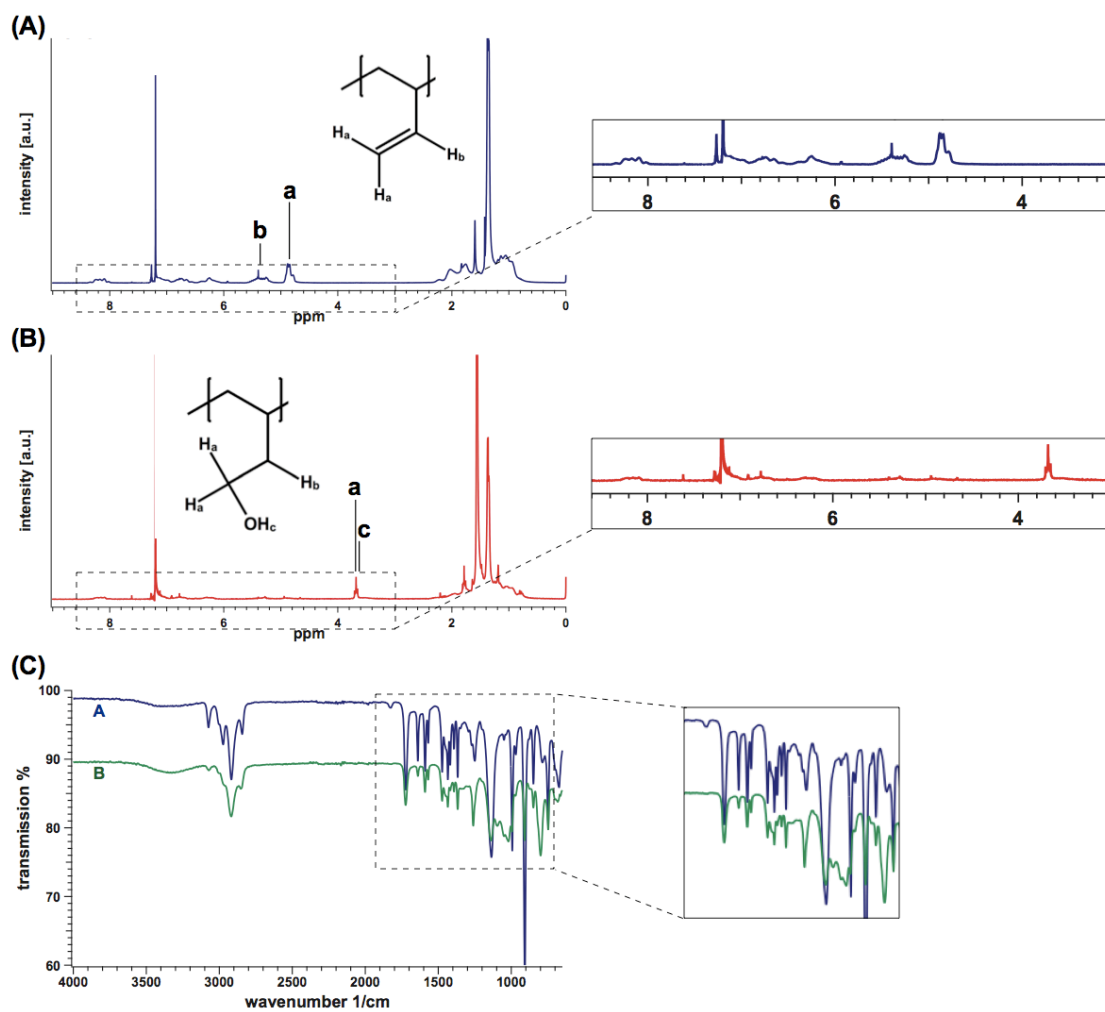 (A)
intensity [a.u.]
Ha
Hb
Ha
a
b
8 6 4 2 0
ppm
8 6 4
(B)
intensity [a.u.]
Ha
Ha
Hb
OHc
a
c
8 6 4 2 0
ppm
8 6 4
(C)
transmission %
100
90
80
70
60
A
B
4000 3500 3000 2500 2000 1500 1000
wavenumber 1/cm